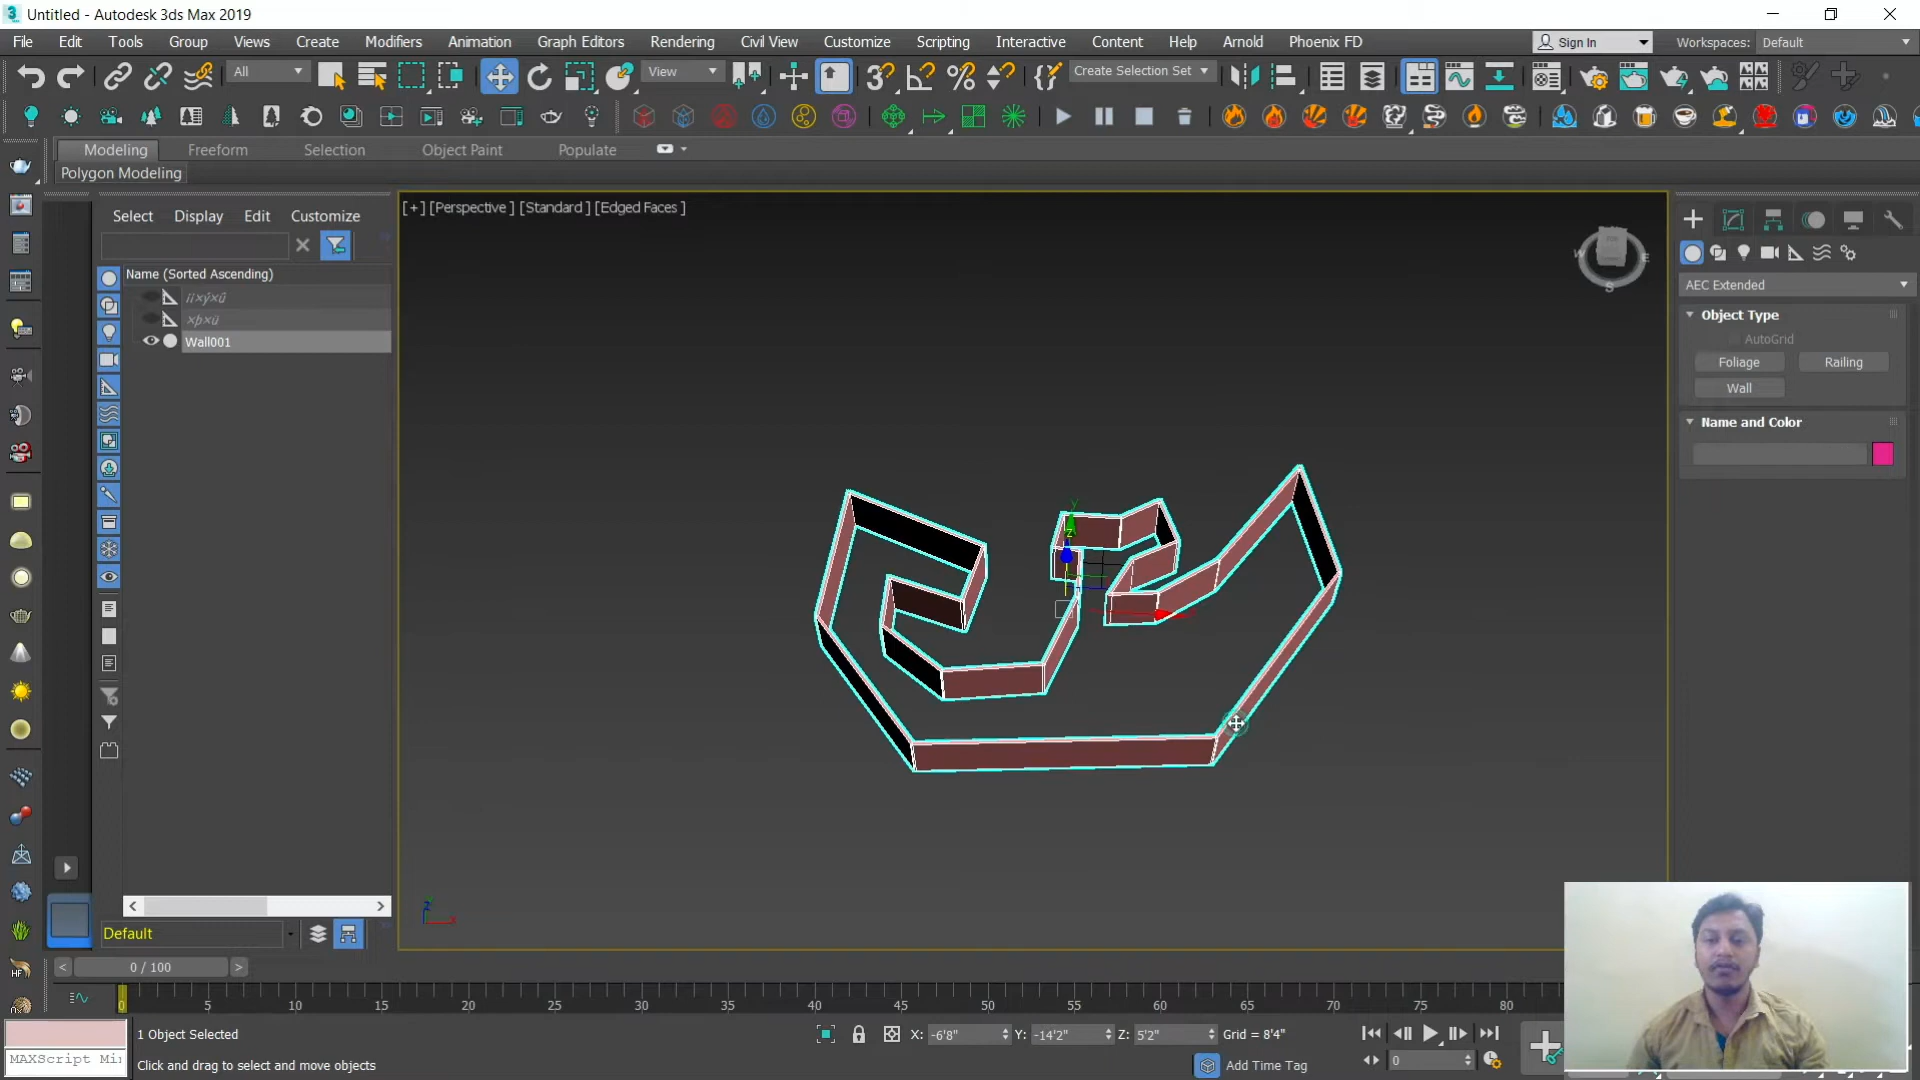 Untitled - Autodesk 3ds Max 2019
File Edit Tools Group Views Create Modifiers Animation Graph Editors Rendering Civil View Customize Scripting Interactive Content Help Arnold Phoenix FD Sign In Workspaces: Default
All View Create Selection Set
Modeling Freeform Selection Object Paint Populate
Polygon Modeling
Select Display Edit Customize
[+] [Perspective ] [Standard ] [Edged Faces ]
Name (Sorted Ascending)
Wall001
AEC Extended
Object Type
AutoGrid
Foliage Railing
Wall
Name and Color
Default
0 / 100
0 5 10 15 20 25 30 35 40 45 50 55 60 65 70 75 80
1 Object Selected
X: -6'8" Y: -14'2" Z: 5'2" Grid = 8'4"
MAXScript Mi
Click and drag to select and move objects
Add Time Tag
0